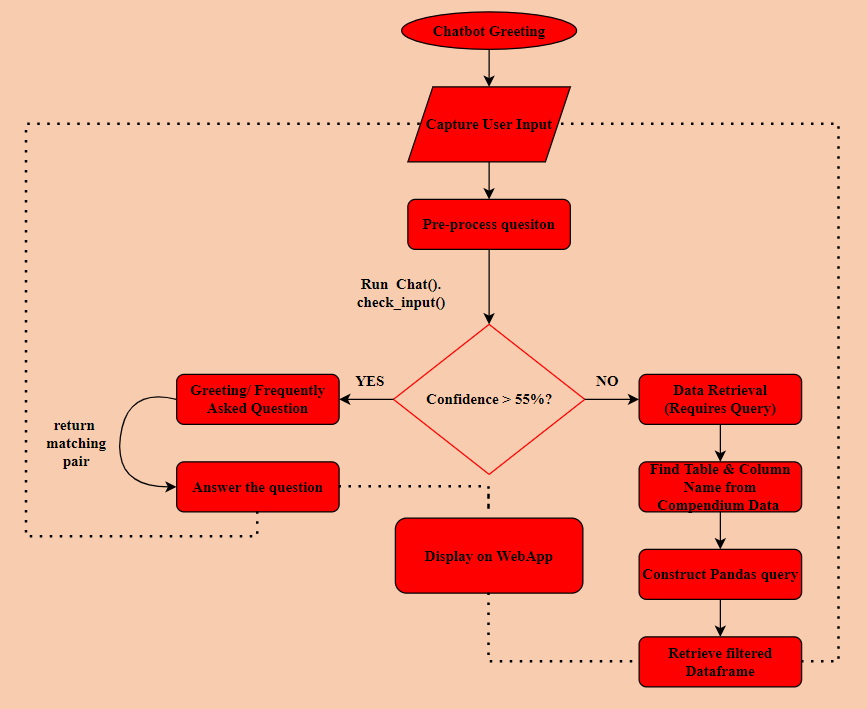 Chatbot Greeting
Capture User Input
Pre-process quesiton
Run Chat().
check_input()
Confidence > 55%?
YES
NO
Greeting/ Frequently
Asked Question
return
matching
pair
Answer the question
Data Retrieval
(Requires Query)
Find Table & Column
Name from
Compendium Data
Construct Pandas query
Retrieve filtered
Dataframe
Display on WebApp